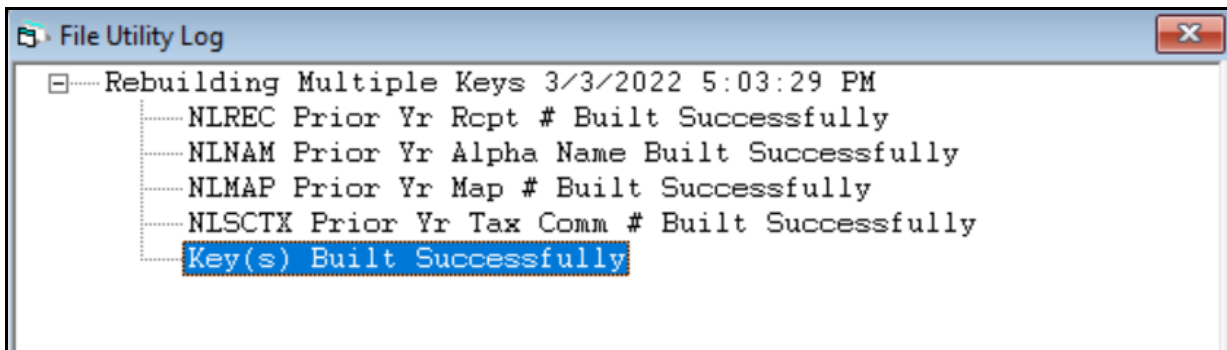 File Utility Log
Rebuilding Multiple Keys 3/3/2022 5:03:29 PM
NLREC Prior Yr Rcpt # Built Successfully
NLNAM Prior Yr Alpha Name Built Successfully
NLMAP Prior Yr Map # Built Successfully
NLSCTX Prior Yr Tax Comm # Built Successfully
Key(s) Built Successfully